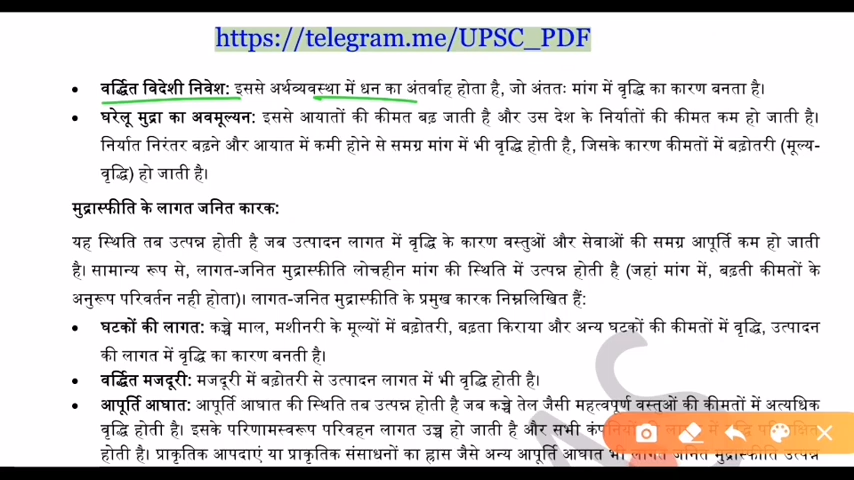 https://telegram.me/UPSC_PDF
• वर्द्धित विदेशी निवेश: इससे अर्थव्यवस्था में धन का अंतर्वाह होता है, जो अंततः मांग में वृद्धि का कारण बनता है।
• घरेलू मुद्रा का अवमूल्यन: इससे आयातों की कीमत बढ़ जाती है और उस देश के निर्यातों की कीमत कम हो जाती है।
निर्यात निरंतर बढ़ने और आयात में कमी होने से समग्र मांग में भी वृद्धि होती है, जिसके कारण कीमतों में बढ़ोतरी (मूल्य-
वृद्धि) हो जाती है।
मुद्रास्फीति के लागत जनित कारक:
यह स्थिति तब उत्पन्न होती है जब उत्पादन लागत में वृद्धि के कारण वस्तुओं और सेवाओं की समग्र आपूर्ति कम हो जाती
है। सामान्य रूप से, लागत-जनित मुद्रास्फीति लोचहीन मांग की स्थिति में उत्पन्न होती है (जहां मांग में, बढ़ती कीमतों के
अनुरूप परिवर्तन नही होता)। लागत-जनित मुद्रास्फीति के प्रमुख कारक निम्नलिखित हैं:
• घटकों की लागत: कच्चे माल, मशीनरी के मूल्यों में बढ़ोतरी, बढ़ता किराया और अन्य घटकों की कीमतों में वृद्धि, उत्पादन
की लागत में वृद्धि का कारण बनती है।
• वर्द्धित मजदूरी: मजदूरी में बढ़ोतरी से उत्पादन लागत में भी वृद्धि होती है।
• आपूर्ति आघात: आपूर्ति आघात की स्थिति तब उत्पन्न होती है जब कच्चे तेल जैसी महत्वपूर्ण वस्तुओं की कीमतों में अत्यधिक
वृद्धि होती है। इसके परिणामस्वरूप परिवहन लागत उच्च हो जाती है और सभी
होती है। प्राकृतिक आपदाएं या प्राकृतिक संसाधनों का ह्रास जैसे अन्य आपूर्ति आघात भी लागत जनित मुद्रास्फीति उत्पन्न